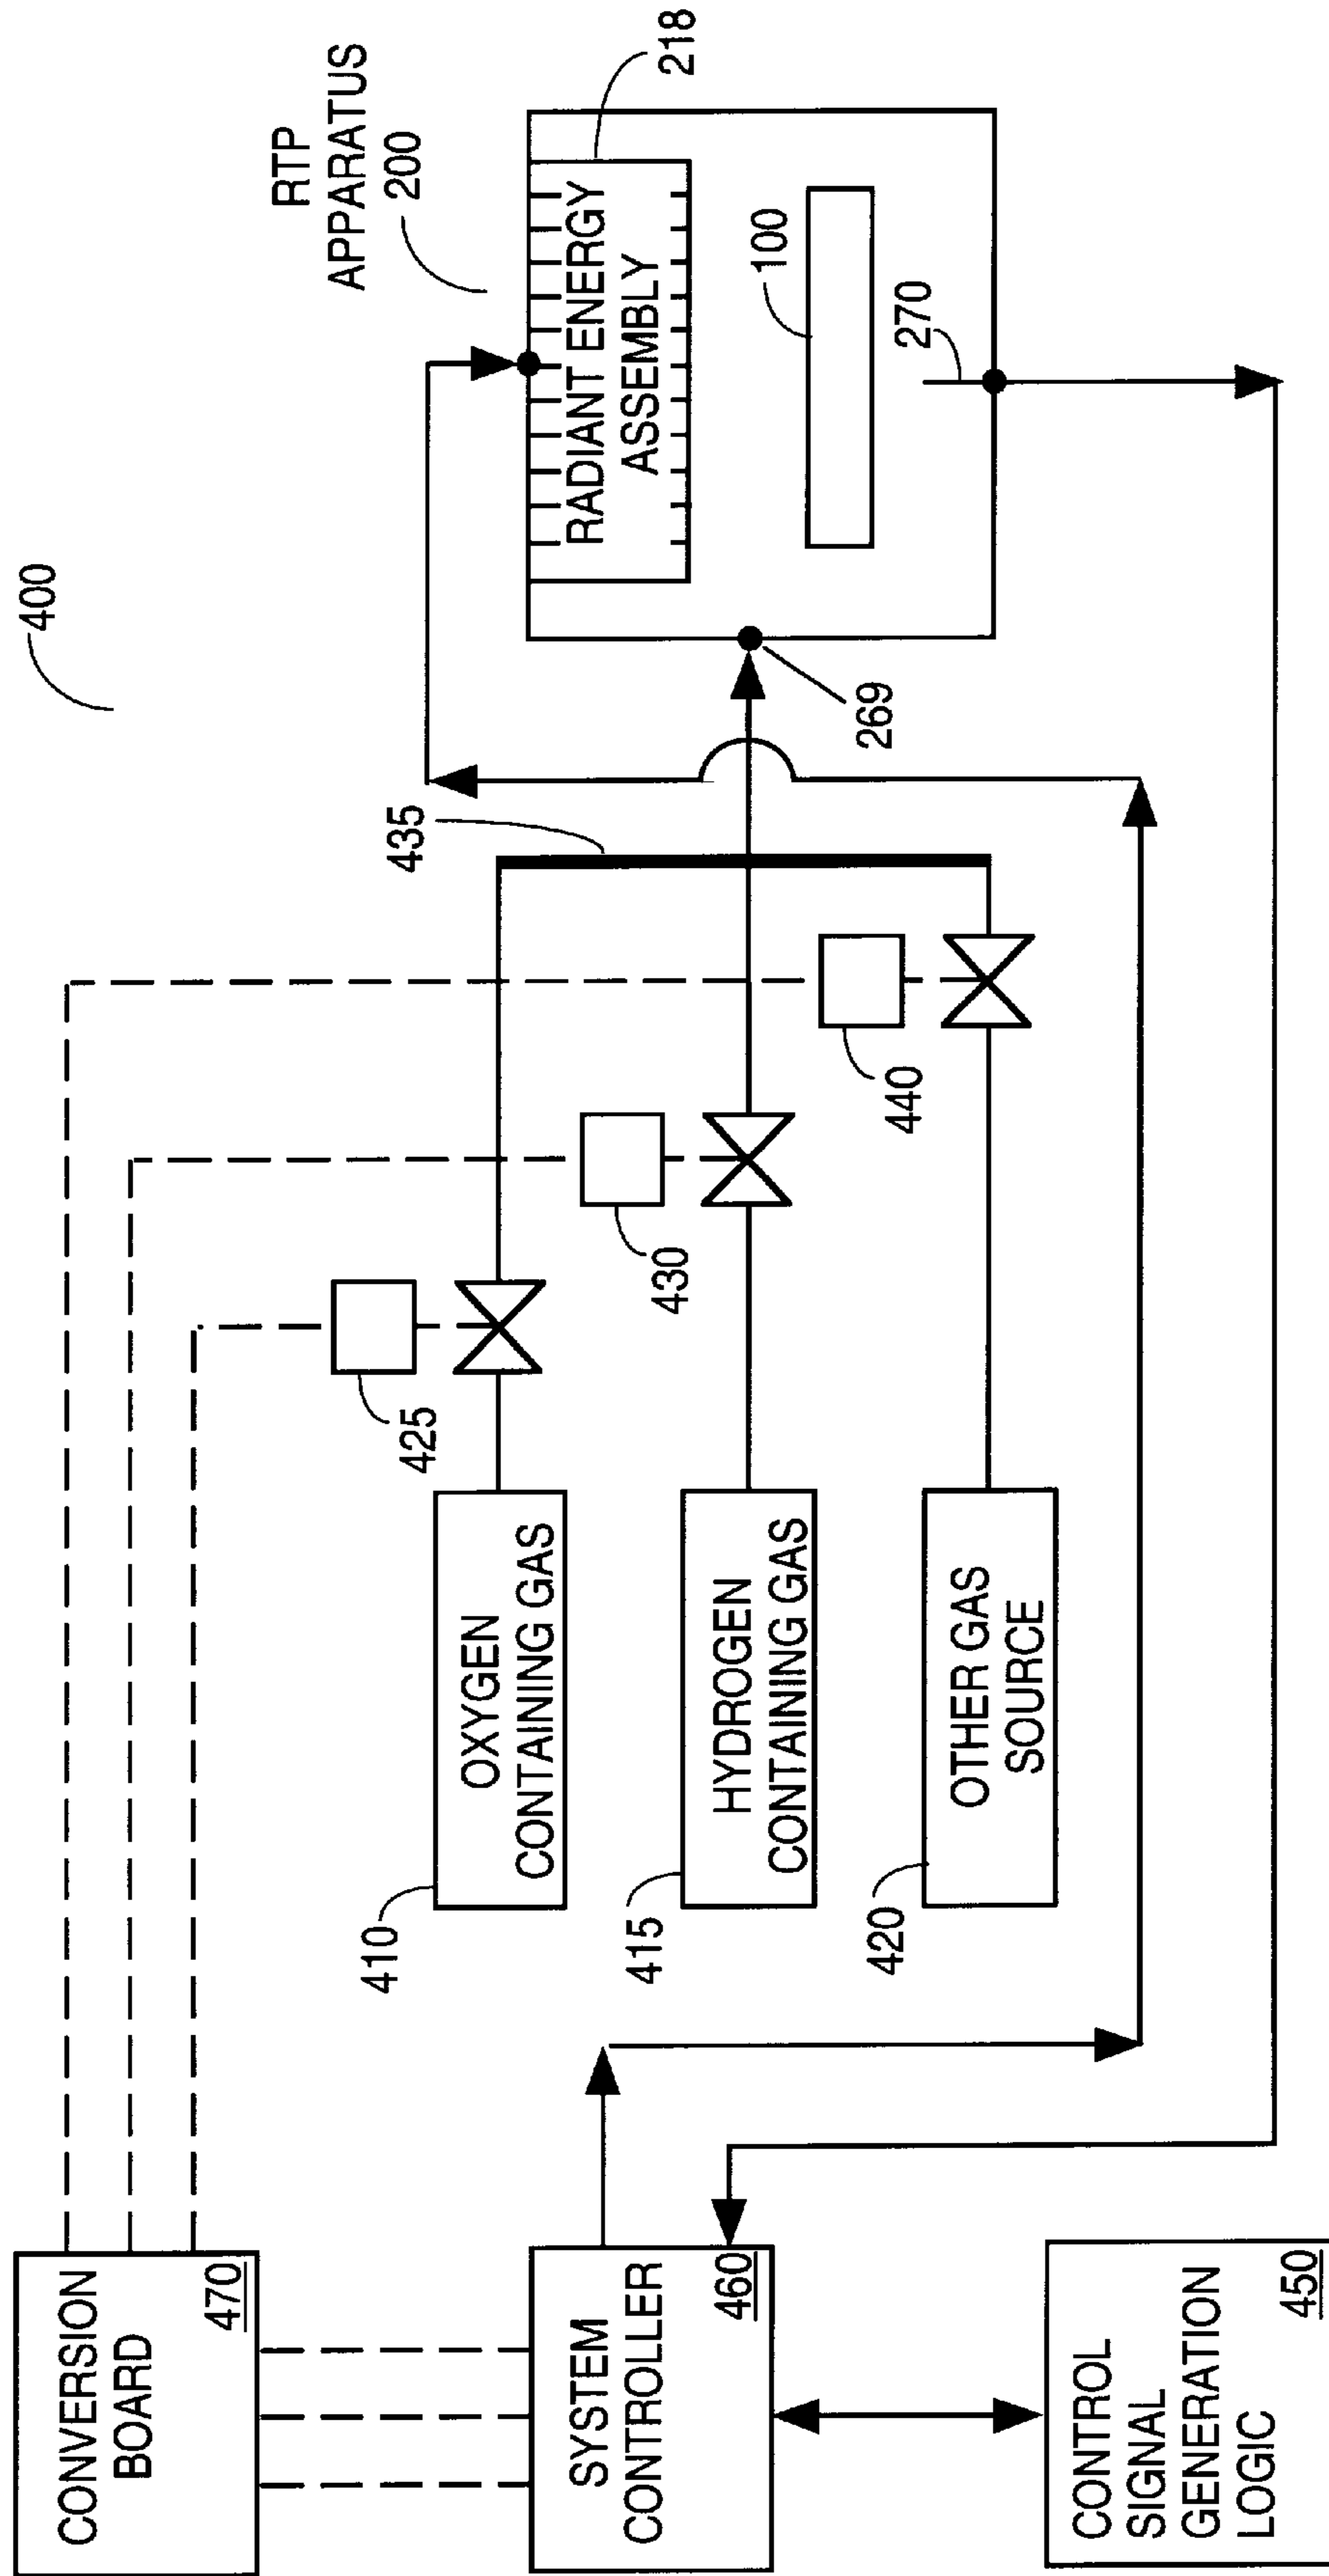 400
RTP
APPARATUS
200
218
RADIANT ENERGY
ASSEMBLY
100
270
269
435
CONVERSION
BOARD
470
425
430
440
410
OXYGEN
CONTAINING GAS
415
HYDROGEN
CONTAINING GAS
420
OTHER GAS
SOURCE
SYSTEM
CONTROLLER
460
CONTROL
SIGNAL
GENERATION
LOGIC
450